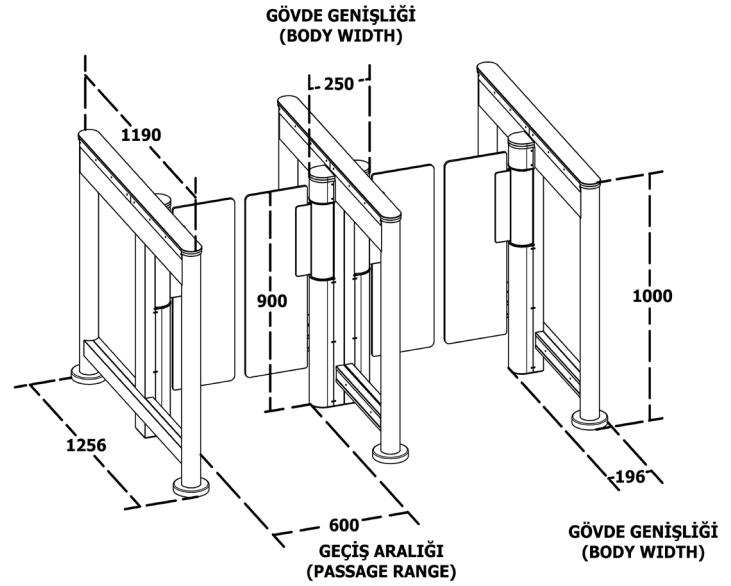 GÖVDE GENİŞLİĞİ
(BODY WIDTH)
250
1190
900
1000
1256
196
600
GEÇİŞ ARALIĞI
(PASSAGE RANGE)
GÖVDE GENİŞLİĞİ
(BODY WIDTH)